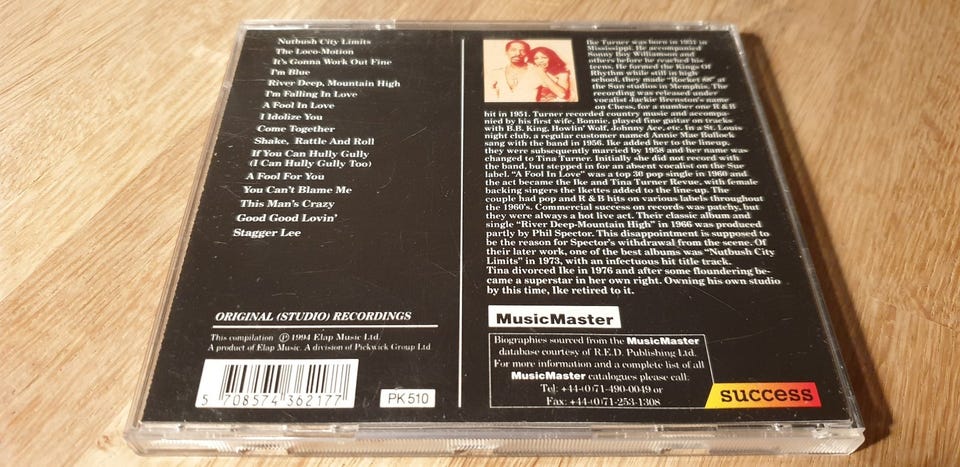 Nutbush City Limits
The Loco-Motion
It's Gonna Work Out Fine
I'm Blue
River Deep, Mountain High
I'm Falling In Love
A Fool In Love
I Idolize You
Come Together
Shake, Rattle And Roll
If You Can Hully Gully
(I Can Hully Gully Too)
A Fool For You
You Can't Blame Me
This Man's Crazy
Good Good Lovin'
Stagger Lee
ORIGINAL (STUDIO) RECORDINGS
This compilation Ⓟ 1994 Elap Music Ltd.
A product of Elap Music. A division of Pickwick Group Ltd
5 708574 362177
PK 510
Ike Turner was born in 1931 in
Mississippi. He accompanied
Sonny Boy Williamson and
others before he reached his
teens. He formed the Kings Of
Rhythm while still in high
school, they made "Rocket 88" at
the Sun studios in Memphis. The
recording was released under
vocalist Jackie Brenston's name
on Chess, for a number one R & B
hit in 1951. Turner recorded country music and accompa-
nied by his first wife, Bonnie, played fine guitar on tracks
with B.B. King, Howlin' Wolf, Johnny Ace, etc. In a St. Louis
night club, a regular customer named Annie Mae Bullock
sang with the band in 1956. Ike added her to the lineup.
they were subsequently married by 1958 and her name was
changed to Tina Turner. Initially she did not record with
the band, but stepped in for an absent vocalist on the Sue
label. "A Fool In Love" was a top 30 pop single in 1960 and
the act became the Ike and Tina Turner Revue, with female
backing singers the Ikettes added to the line-up. The
couple had pop and R & B hits on various labels throughout
the 1960's. Commercial success on records was patchy, but
they were always a hot live act. Their classic album and
single "River Deep-Mountain High" in 1966 was produced
partly by Phil Spector. This disappointment is supposed to
be the reason for Spector's withdrawal from the scene. Of
their later work, one of the best albums was "Nutbush City
Limits" in 1973, with an infectuous hit title track.
Tina divorced Ike in 1976 and after some floundering be-
came a superstar in her own right. Owning his own studio
by this time, Ike retired to it.
MusicMaster
Biographies sourced from the MusicMaster
database courtesy of R.E.D. Publishing Ltd.
For more information and a complete list of all
MusicMaster catalogues please call:
Tel: +44-(0)71-490-0049 or
Fax: +44-(0)71-253-1308
success